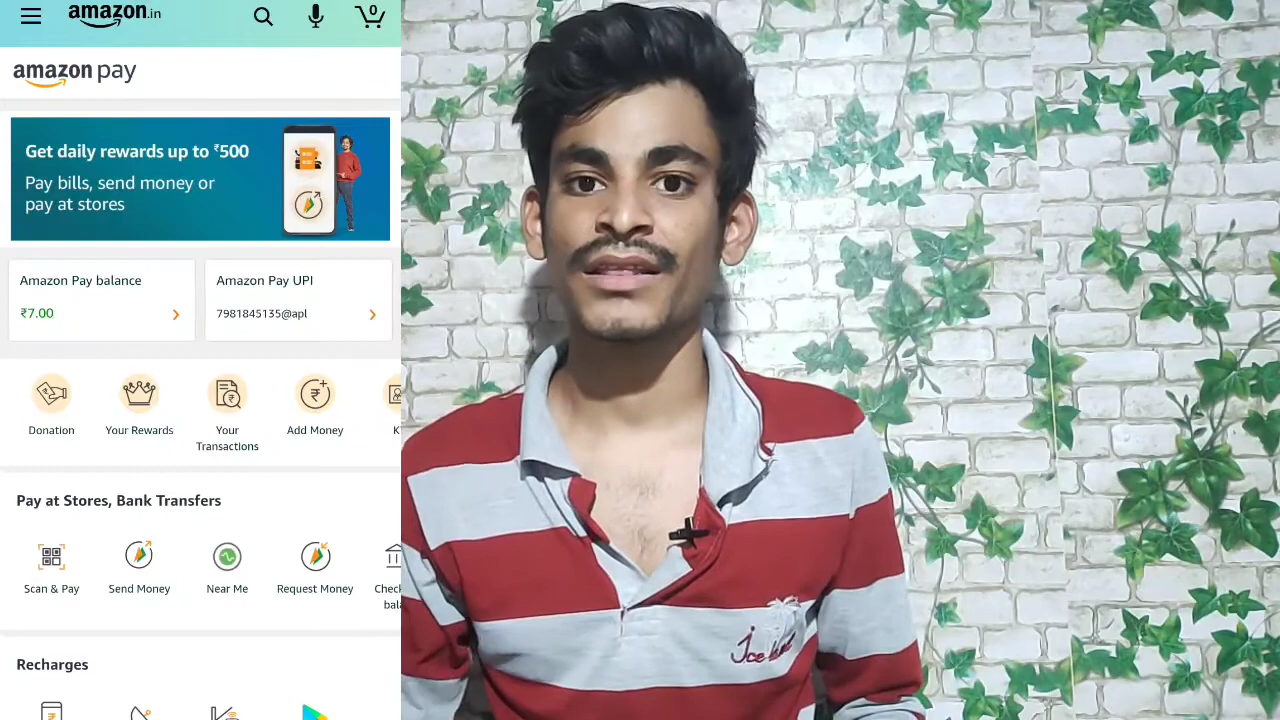 amazon.in
0
amazon pay
Get daily rewards up to ₹500
Pay bills, send money or
pay at stores
Amazon Pay balance
₹7.00
Amazon Pay UPI
7981845135@apl
Donation
Your Rewards
Your
Transactions
Add Money
K
Pay at Stores, Bank Transfers
Scan & Pay
Send Money
Near Me
Request Money
Check
bala
Recharges